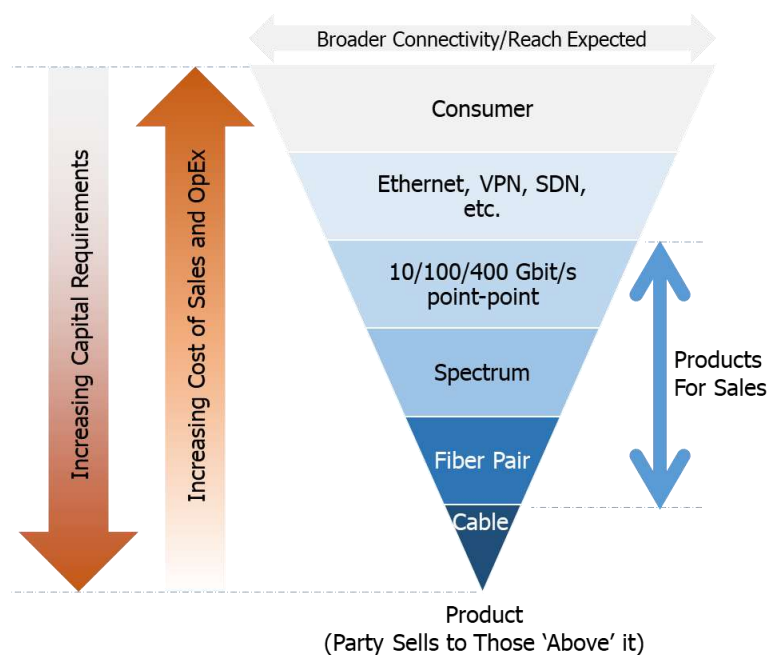 Broader Connectivity/Reach Expected
Increasing Capital Requirements
Increasing Cost of Sales and OpEx
Consumer
Ethernet, VPN, SDN,
etc.
10/100/400 Gbit/s
point-point
Spectrum
Fiber Pair
Cable
Products
For Sales
Product
(Party Sells to Those ‘Above’ it)